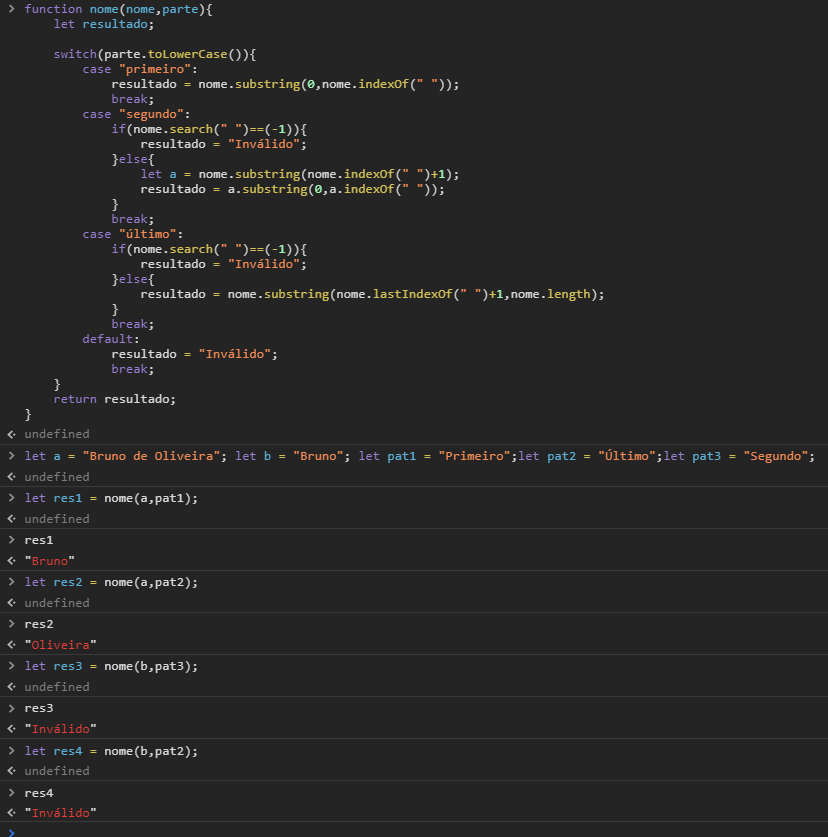 > function nome(nome,parte){
    let resultado;

    switch(parte.toLowerCase()){
        case "primeiro":
            resultado = nome.substring(0,nome.indexOf(" "));
            break;
        case "segundo":
            if(nome.search(" ")==(-1)){
                resultado = "Inválido";
            }else{
                let a = nome.substring(nome.indexOf(" ")+1);
                resultado = a.substring(0,a.indexOf(" "));
            }
            break;
        case "último":
            if(nome.search(" ")==(-1)){
                resultado = "Inválido";
            }else{
                resultado = nome.substring(nome.lastIndexOf(" ")+1,nome.length);
            }
            break;
        default:
            resultado = "Inválido";
            break;
    }
    return resultado;
}
< undefined
> let a = "Bruno de Oliveira"; let b = "Bruno"; let pat1 = "Primeiro";let pat2 = "Último";let pat3 = "Segundo";
< undefined
> let res1 = nome(a,pat1);
< undefined
> res1
< "Bruno"
> let res2 = nome(a,pat2);
< undefined
> res2
< "Oliveira"
> let res3 = nome(b,pat3);
< undefined
> res3
< "Inválido"
> let res4 = nome(b,pat2);
< undefined
> res4
< "Inválido"
>